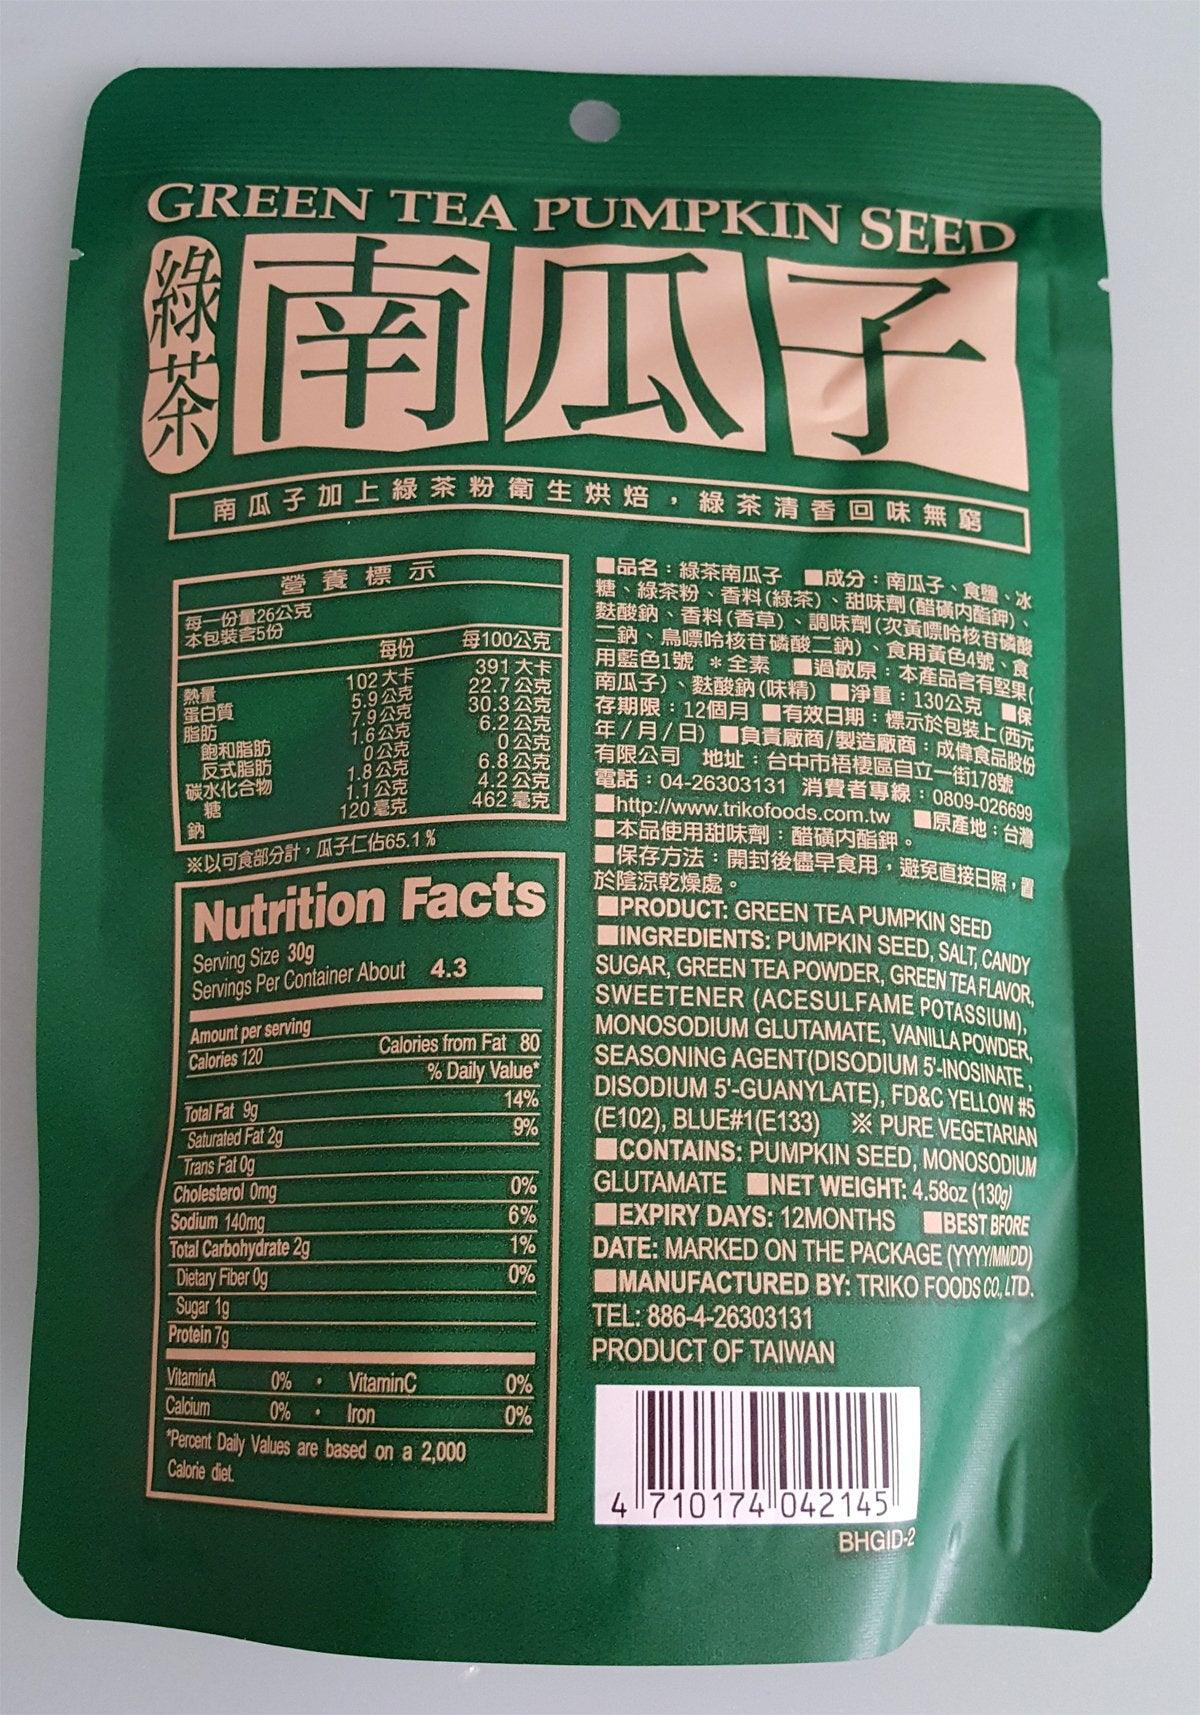 GREEN TEA PUMPKIN SEED
綠茶
南瓜子
南瓜子加上綠茶粉衛生烘焙，綠茶清香回味無窮
營養標示
每一份量26公克
本包裝含5份
每份 每100公克
熱量 102大卡 391大卡
蛋白質 5.9公克 22.7公克
脂肪 7.9公克 30.3公克
飽和脂肪 1.6公克 6.2公克
反式脂肪 0公克 0公克
碳水化合物 1.8公克 6.8公克
糖 1.1公克 4.2公克
鈉 120毫克 462毫克
※以可食部分計，瓜子仁佔65.1%
Nutrition Facts
Serving Size 30g
Servings Per Container About 4.3
Amount per serving
Calories 120 Calories from Fat 80
% Daily Value*
Total Fat 9g 14%
Saturated Fat 2g 9%
Trans Fat 0g
Cholesterol 0mg 0%
Sodium 140mg 6%
Total Carbohydrate 2g 1%
Dietary Fiber 0g 0%
Sugar 1g
Protein 7g
VitaminA 0% • VitaminC 0%
Calcium 0% • Iron 0%
*Percent Daily Values are based on a 2,000
Calorie diet.
■品名：綠茶南瓜子 ■成分：南瓜子、食鹽、冰
糖、綠茶粉、香料(綠茶)、甜味劑(醋磺內酯鉀)、
麩酸鈉、香料(香草)、調味劑(次黃嘌呤核苷磷酸
二鈉、鳥嘌呤核苷磷酸二鈉)、食用黃色4號、食
用藍色1號 ＊全素 ■過敏原：本產品含有堅果(
南瓜子)、麩酸鈉(味精) ■淨重：130公克 ■保
存期限：12個月 ■有效日期：標示於包裝上(西元
年/月/日) ■負責廠商/製造廠商：成偉食品股份
有限公司 地址：台中市梧棲區自立一街178號
電話：04-26303131 消費者專線：0809-026699
■http://www.trikofoods.com.tw ■原產地：台灣
■本品使用甜味劑：醋磺內酯鉀。
■保存方法：開封後儘早食用，避免直接日照，置
於陰涼乾燥處。
■PRODUCT: GREEN TEA PUMPKIN SEED
■INGREDIENTS: PUMPKIN SEED, SALT, CANDY
SUGAR, GREEN TEA POWDER, GREEN TEA FLAVOR,
SWEETENER (ACESULFAME POTASSIUM),
MONOSODIUM GLUTAMATE, VANILLA POWDER,
SEASONING AGENT(DISODIUM 5'-INOSINATE,
DISODIUM 5'-GUANYLATE), FD&C YELLOW #5
(E102), BLUE#1(E133) ※ PURE VEGETARIAN
■CONTAINS: PUMPKIN SEED, MONOSODIUM
GLUTAMATE ■NET WEIGHT: 4.58oz (130g)
■EXPIRY DAYS: 12MONTHS ■BEST BFORE
DATE: MARKED ON THE PACKAGE (YYYY/MM/DD)
■MANUFACTURED BY: TRIKO FOODS CO., LTD.
TEL: 886-4-26303131
PRODUCT OF TAIWAN
4 710174 042145
BHGID-2